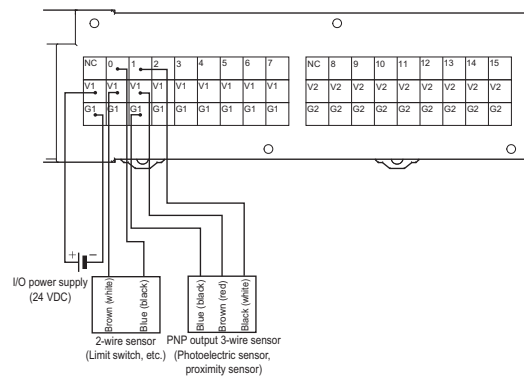 NC 0 1 2 3 4 5 6 7
V1 V1 V1 V1 V1 V1 V1 V1 V1
G1 G1 G1 G1 G1 G1 G1 G1 G1
NC 8 9 10 11 12 13 14 15
V2 V2 V2 V2 V2 V2 V2 V2 V2
G2 G2 G2 G2 G2 G2 G2 G2 G2
+ −
I/O power supply
(24 VDC)
Brown (white)
Blue (black)
2-wire sensor
(Limit switch, etc.)
Blue (black)
Brown (red)
Black (white)
PNP output 3-wire sensor
(Photoelectric sensor,
proximity sensor)